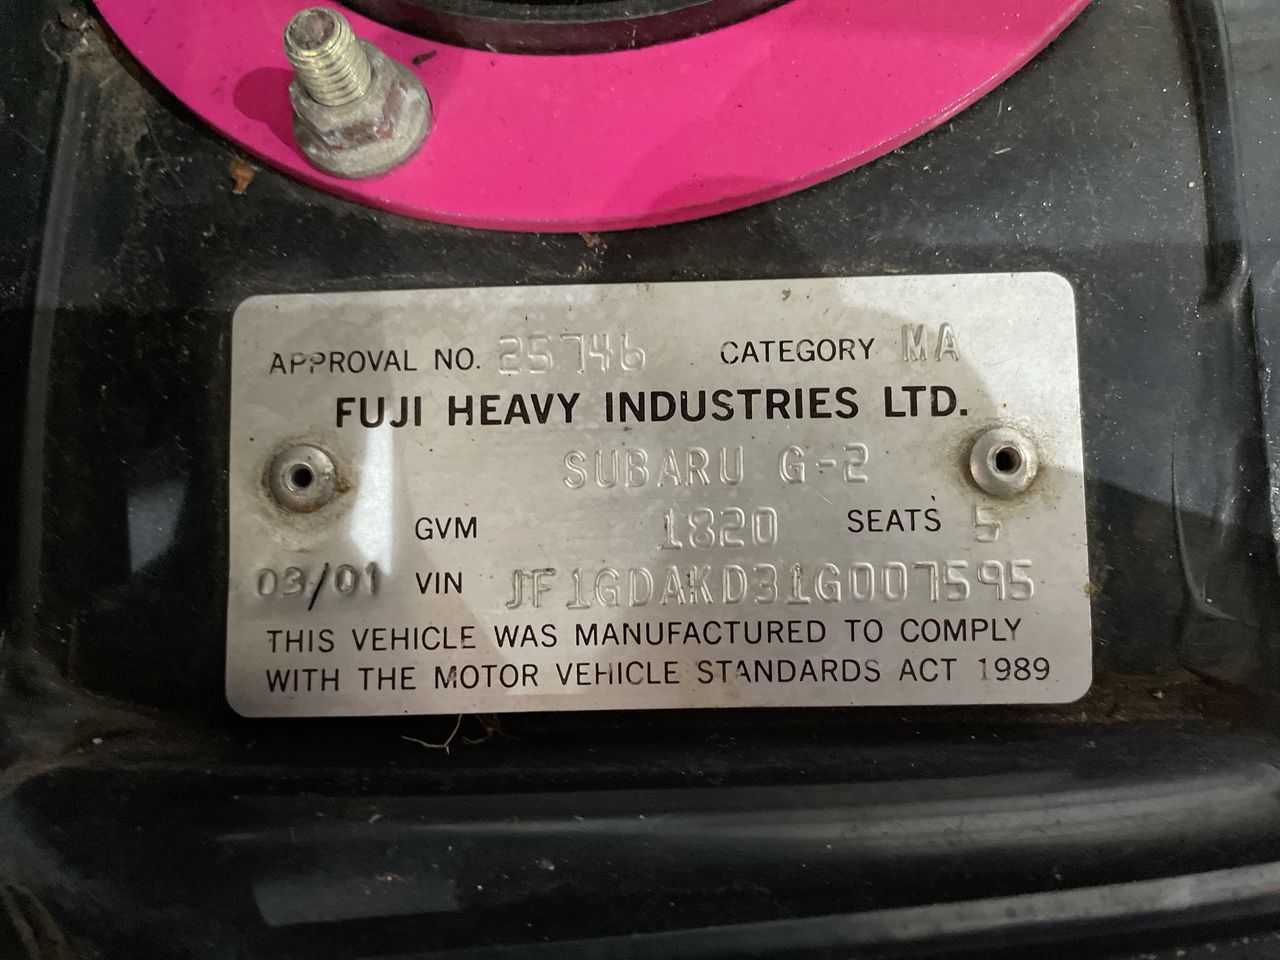 APPROVAL NO. 25746 CATEGORY MA
FUJI HEAVY INDUSTRIES LTD.
SUBARU G-2
GVM 1820 SEATS 5
03/01 VIN JF1GDAKD31G007595
THIS VEHICLE WAS MANUFACTURED TO COMPLY
WITH THE MOTOR VEHICLE STANDARDS ACT 1989